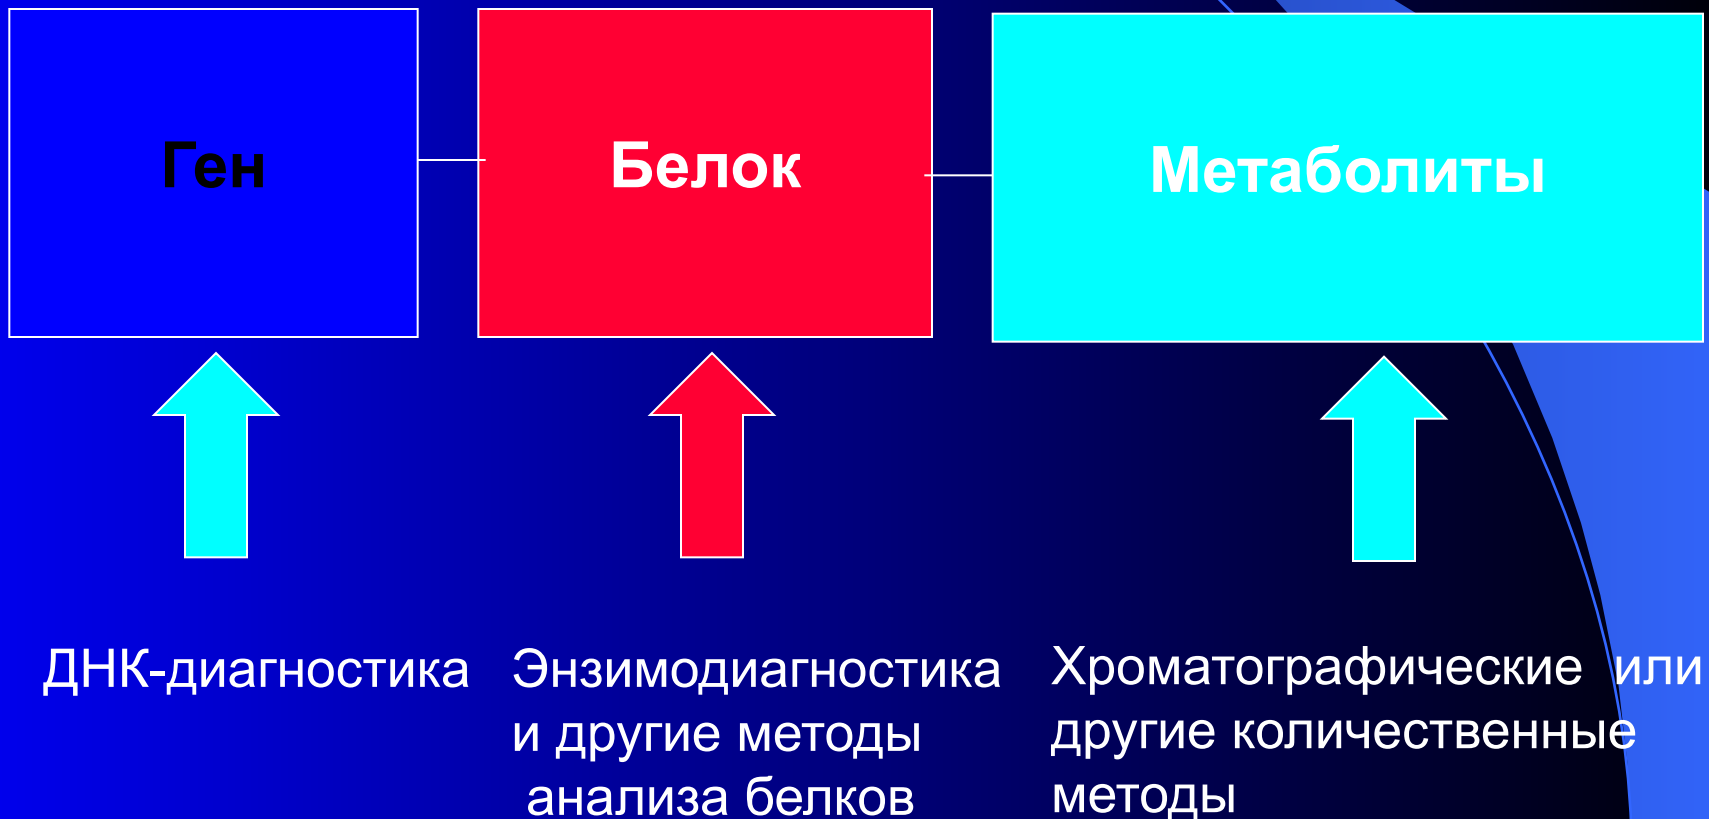 Ген
Белок
Метаболиты
ДНК-диагностика
Энзимодиагностика
и другие методы
анализа белков
Хроматографические или
другие количественные
методы